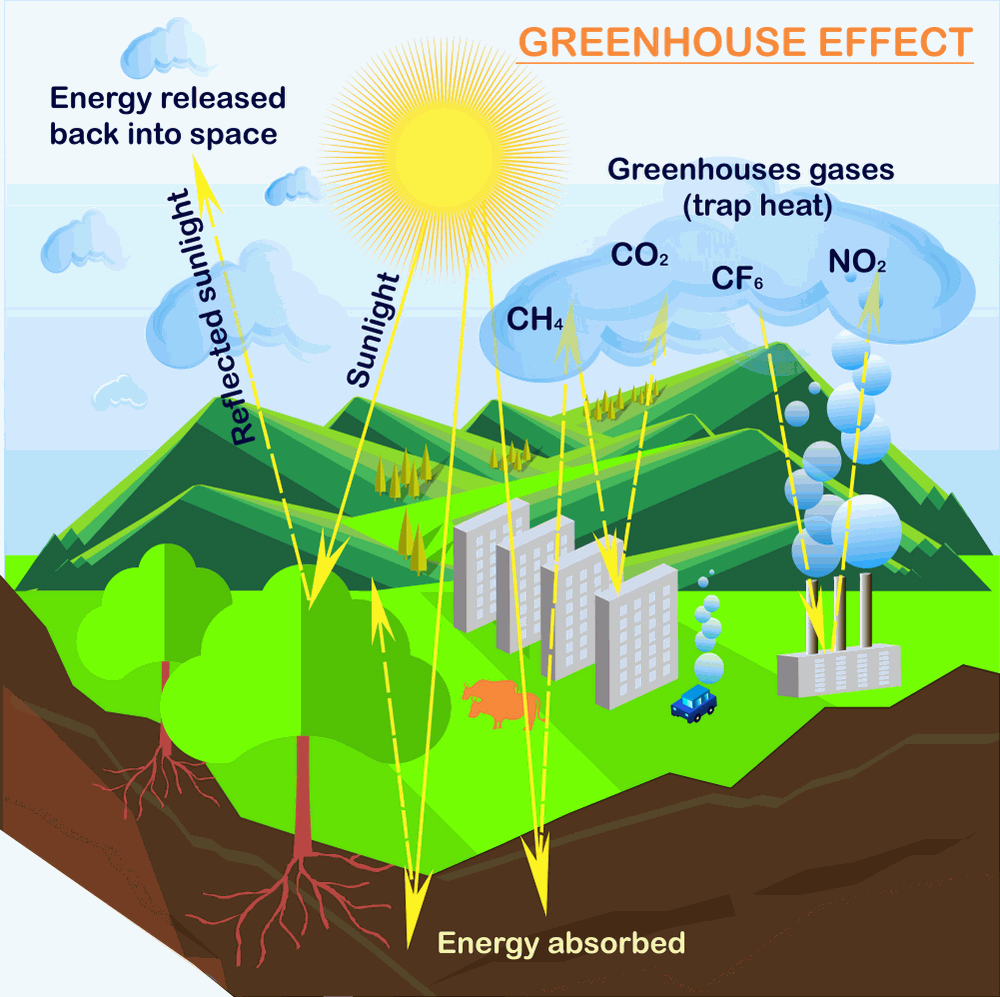 GREENHOUSE EFFECT
Energy released
back into space
Greenhouses gases
(trap heat)
Reflected sunlight
Sunlight
CH₄
CO₂
CF₆
NO₂
Energy absorbed